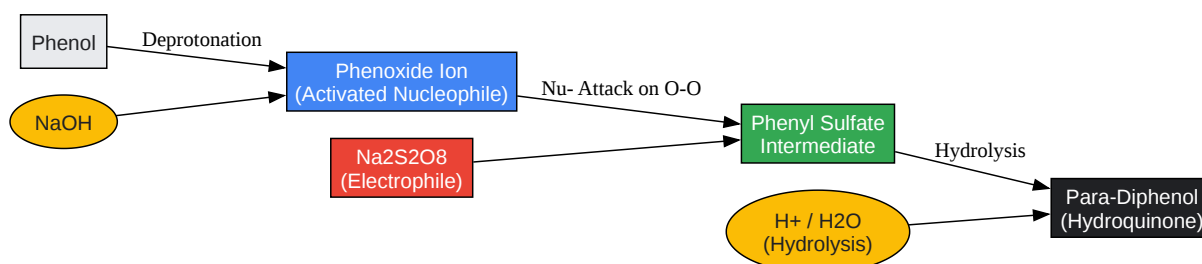 Phenol
Deprotonation
NaOH
Phenoxide Ion
(Activated Nucleophile)
Nu- Attack on O-O
Na2S2O8
(Electrophile)
Phenyl Sulfate
Intermediate
Hydrolysis
H+ / H2O
(Hydrolysis)
Para-Diphenol
(Hydroquinone)